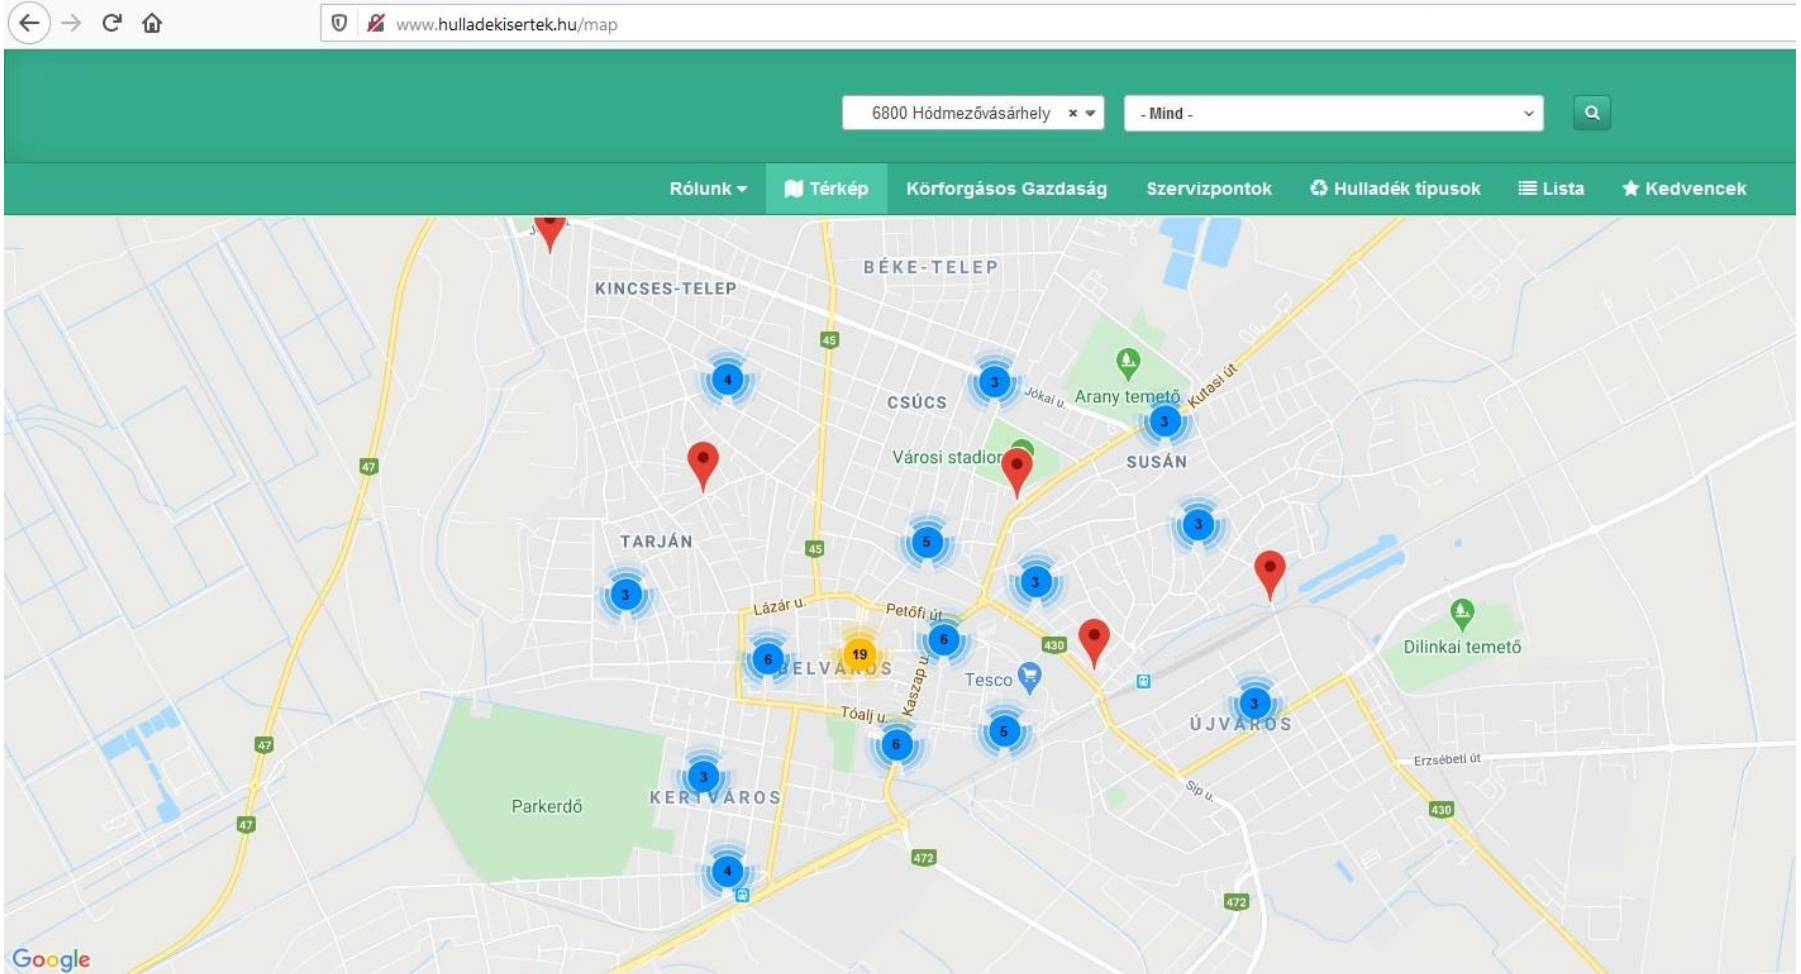 www.hulladekisertek.hu/map
6800 Hódmezővásárhely × 
- Mind -
Rólunk
Térkép
Körforgásos Gazdaság
Szervizpontok
Hulladék típusok
Lista
Kedvencek
BÉKE-TELEP
KINCSES-TELEP
45
4
3
Jókai u.
Arany temető
Kutasi út
CSÚCS
3
Városi stadion
SUSÁN
47
3
TARJÁN
5
45
3
3
Lázár u.
Petőfi út
6
430
Dilinkai temető
6
19
BELVÁROS
Kaszap u.
Tesco
3
ÚJVÁROS
Tóalj u.
5
6
47
Erzsébeti út
3
KERTVÁROS
Parkerdő
Síp u.
430
47
472
4
472
Google